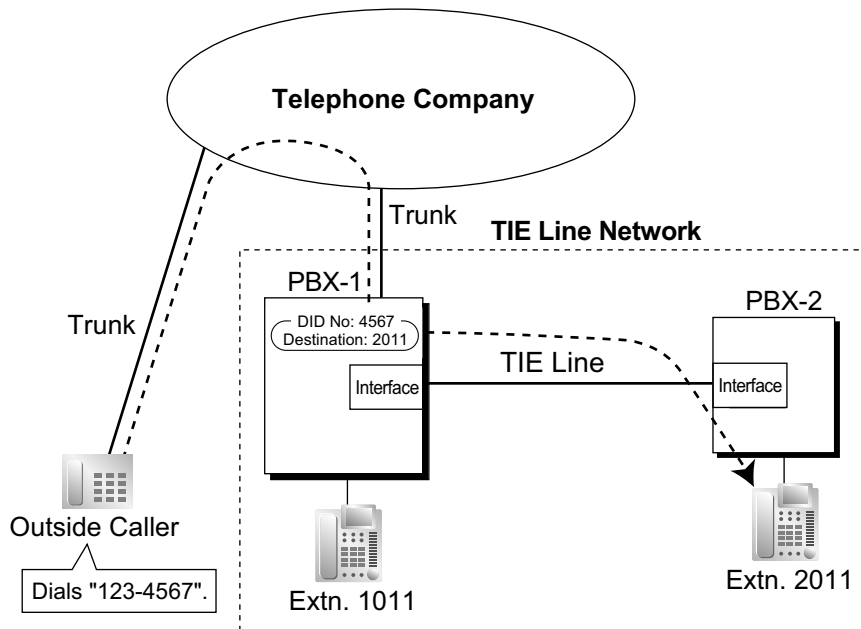 Telephone Company
Trunk
TIE Line Network
PBX-1
PBX-2
Trunk
DID No: 4567
Destination: 2011
TIE Line
Interface
Interface
Outside Caller
Dials "123-4567".
Extn. 1011
Extn. 2011